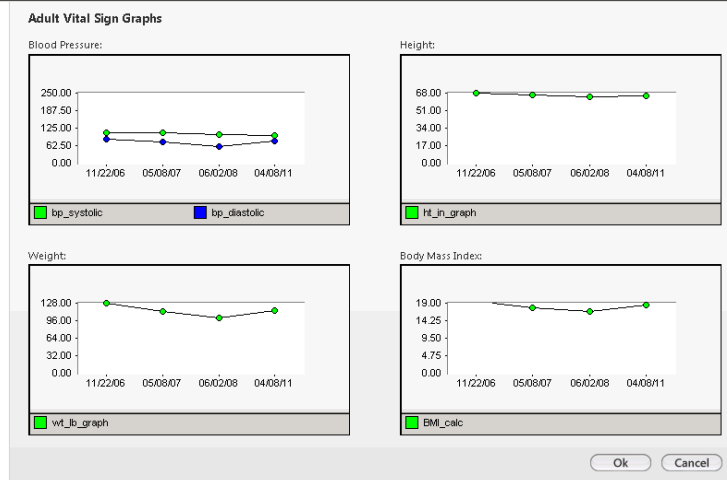 Adult Vital Sign Graphs
Blood Pressure:
250.00
187.50
125.00
62.50
0.00
11/22/06 05/08/07 06/02/08 04/08/11
bp_systolic bp_diastolic
Height:
68.00
51.00
34.00
17.00
0.00
11/22/06 05/08/07 06/02/08 04/08/11
ht_in_graph
Weight:
128.00
96.00
64.00
32.00
0.00
11/22/06 05/08/07 06/02/08 04/08/11
wt_lb_graph
Body Mass Index:
19.00
14.25
9.50
4.75
0.00
11/22/06 05/08/07 06/02/08 04/08/11
BMI_calc
Ok Cancel